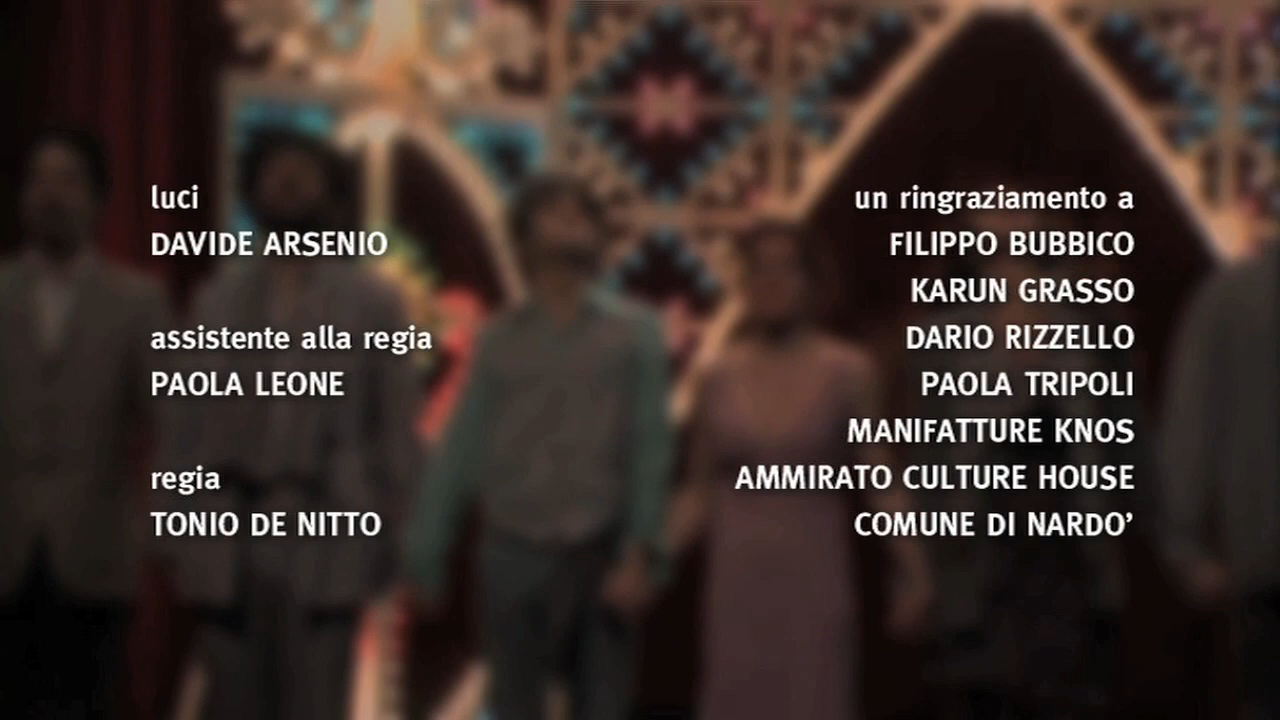 luci
DAVIDE ARSENIO
assistente alla regia
PAOLA LEONE
regia
TONIO DE NITTO
un ringraziamento a
FILIPPO BUBBICO
KARUN GRASSO
DARIO RIZZELLO
PAOLA TRIPOLI
MANIFATTURE KNOS
AMMIRATO CULTURE HOUSE
COMUNE DI NARDO’